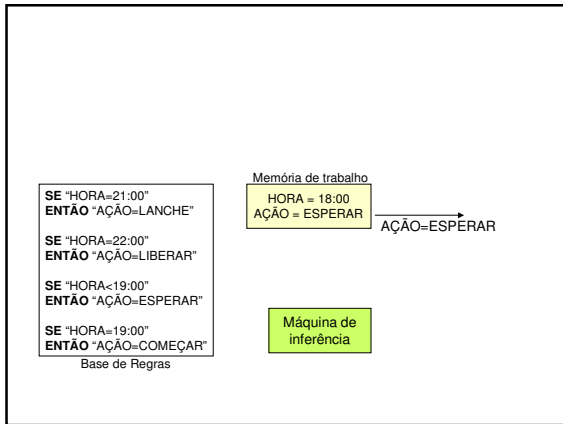 SE “HORA=21:00”
ENTÃO “AÇÃO=LANCHE”
SE “HORA=22:00”
ENTÃO “AÇÃO=LIBERAR”
SE “HORA<19:00”
ENTÃO “AÇÃO=ESPERAR”
SE “HORA=19:00”
ENTÃO “AÇÃO=COMEÇAR”
Base de Regras
Memória de trabalho
HORA = 18:00
AÇÃO = ESPERAR
AÇÃO=ESPERAR
Máquina de
inferência